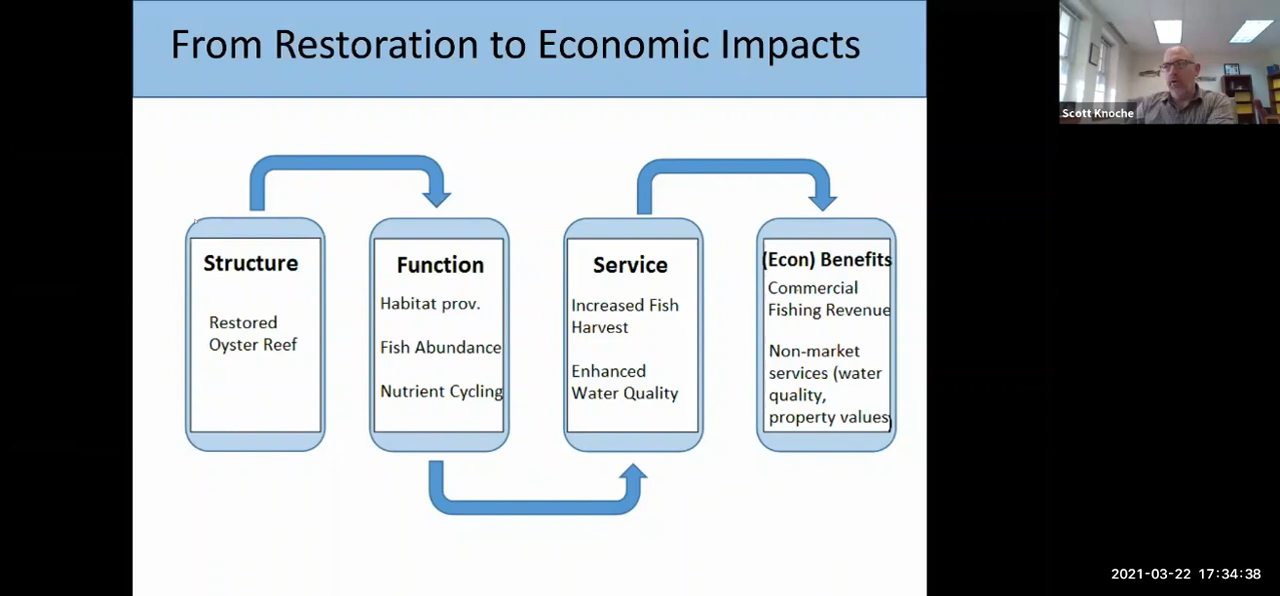 From Restoration to Economic Impacts
Scott Knoche
Structure
Restored
Oyster Reef
Function
Habitat prov.
Fish Abundance
Nutrient Cycling
Service
Increased Fish
Harvest
Enhanced
Water Quality
(Econ) Benefits
Commercial
Fishing Revenue
Non-market
services (water
quality,
property values)
2021-03-22 17:34:38